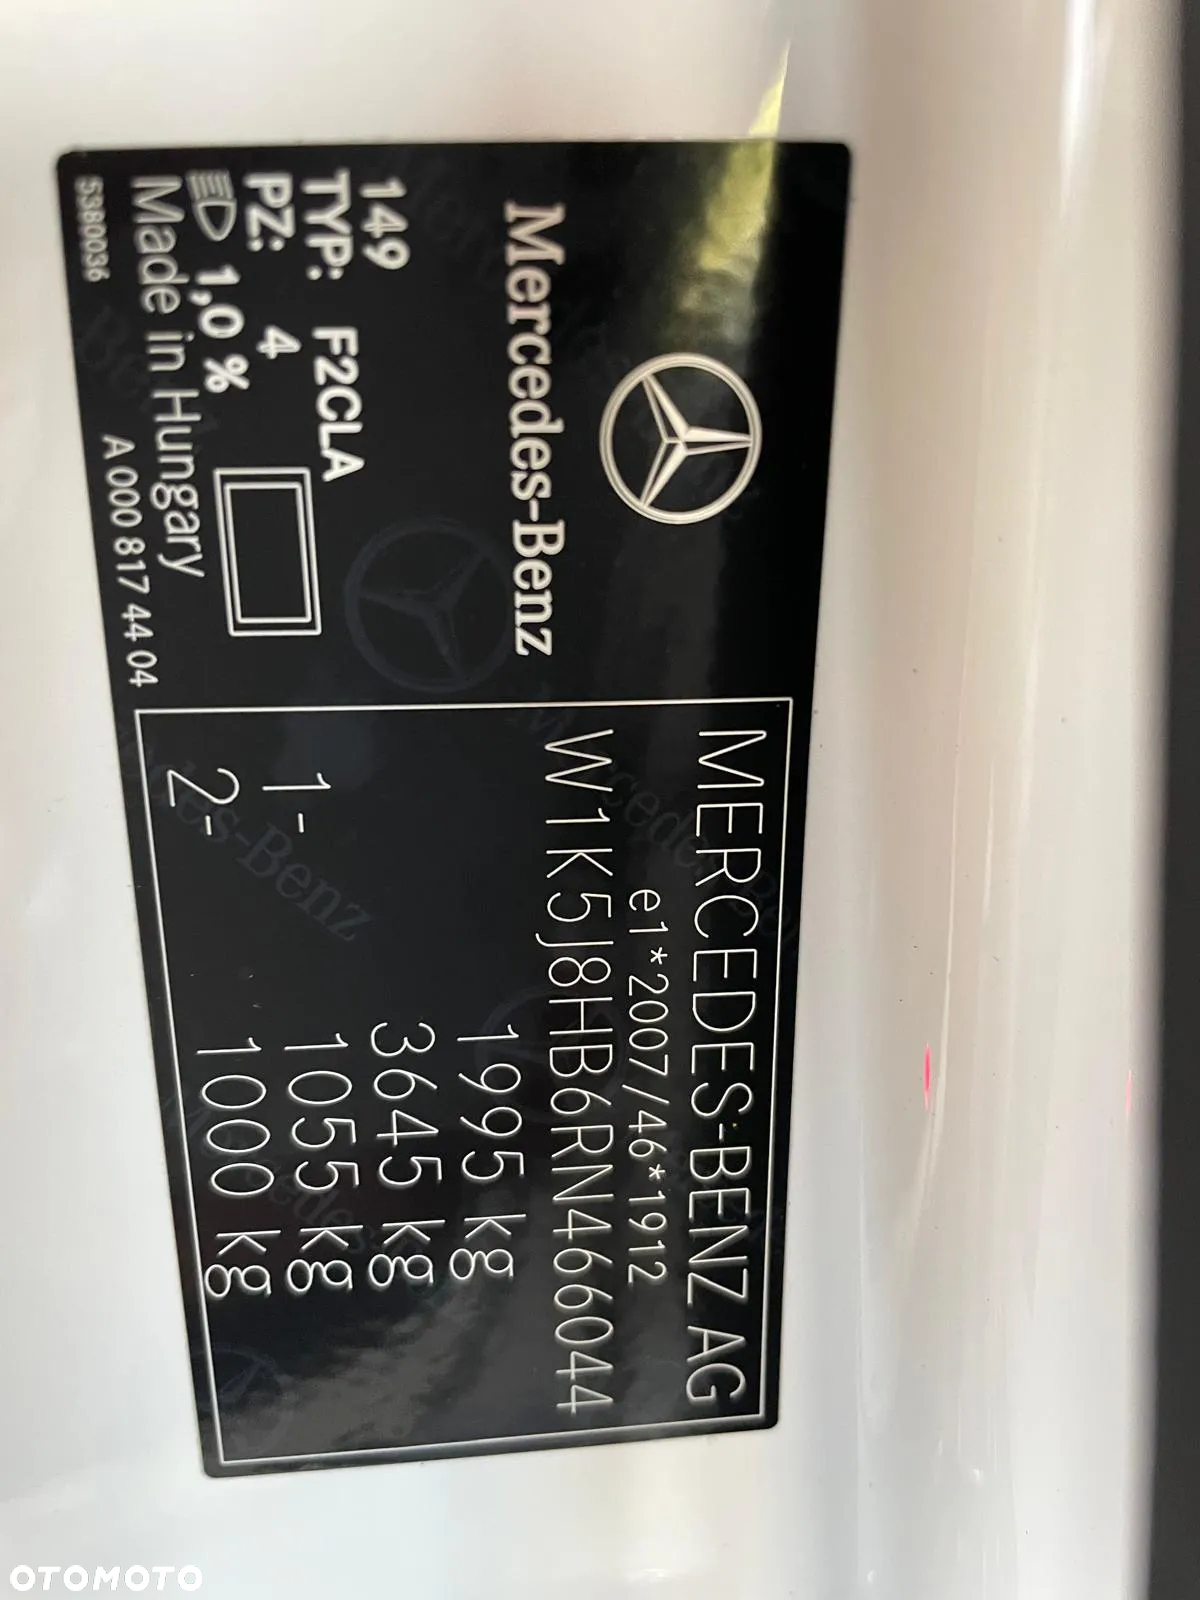 Mercedes-Benz
149
TYP: F2CLA
PZ: 4
1,0 %
Made in Hungary
5380036
A 000 817 44 04
MERCEDES-BENZ AG
e1*2007/46*1912
W1K5J8HB6RN466044
1995 kg
3645 kg
1- 1055 kg
2- 1000 kg
OTOMOTO